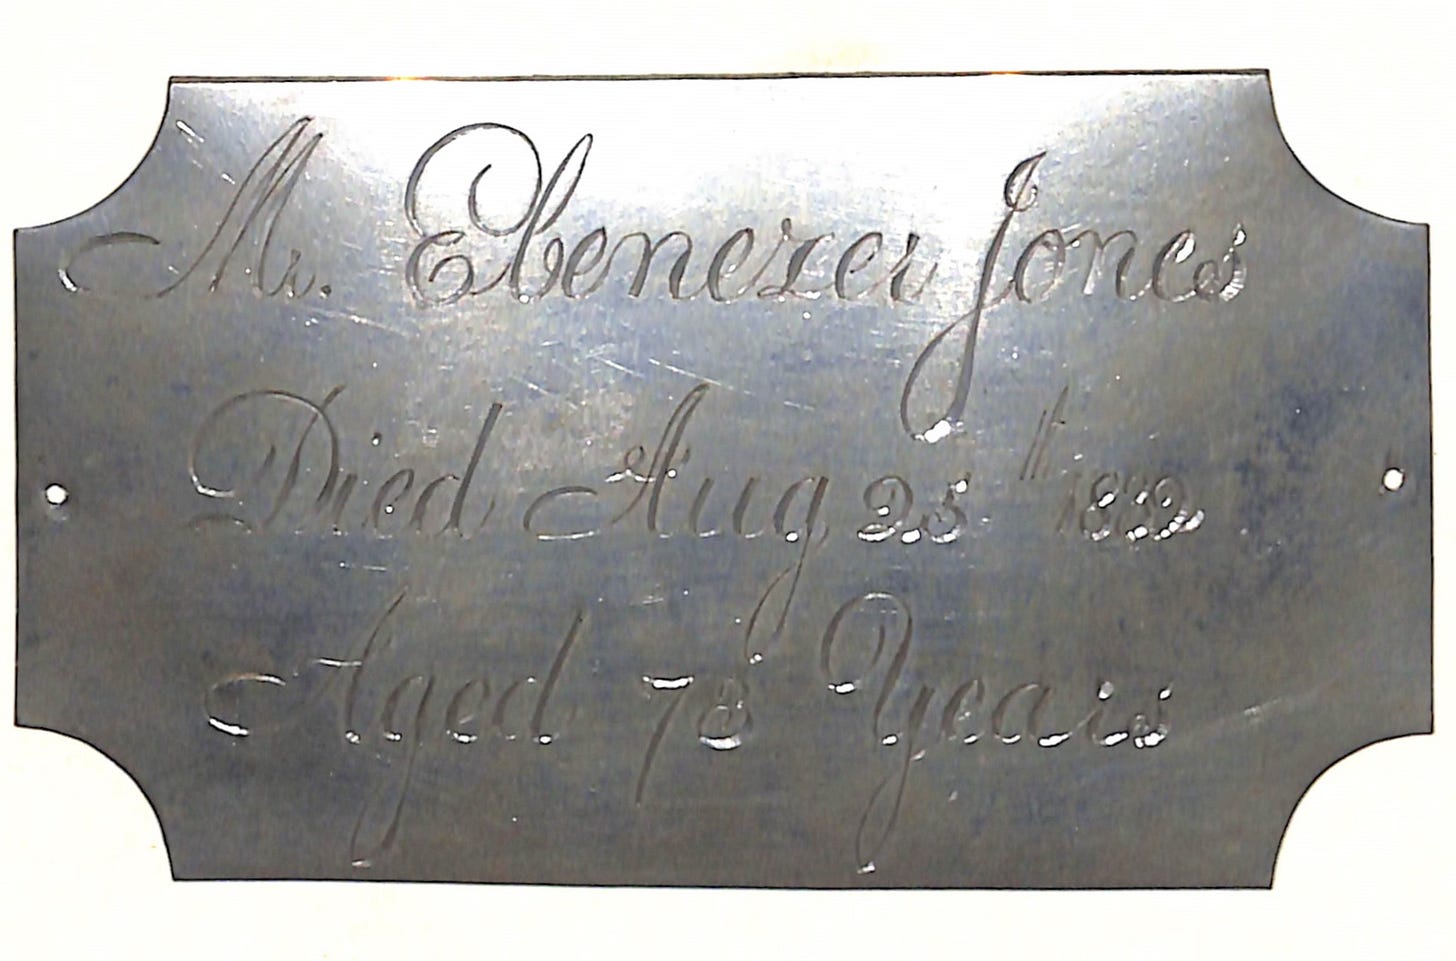 Mr. Ebenezer Jones
Died Aug 25th 1832
Aged 78 Years